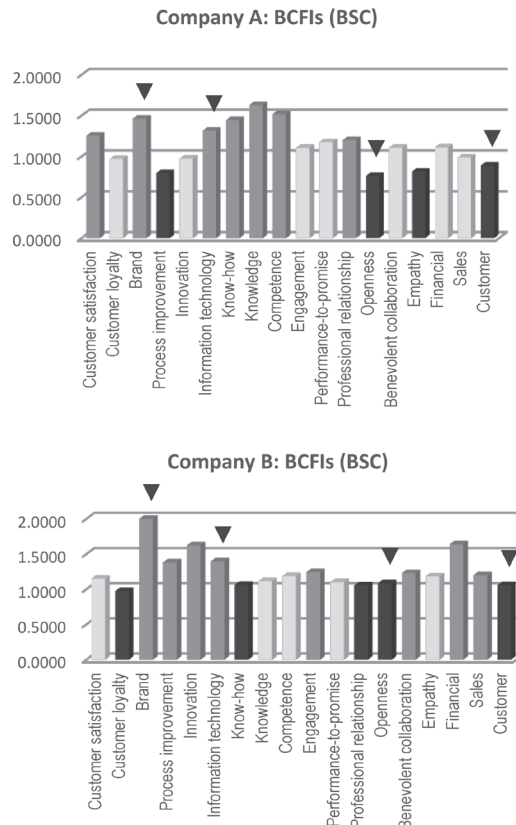 Company A: BCFIs (BSC)
2.0000
1.5000
1.0000
0.5000
0.0000
Customer satisfaction
Customer loyalty
Brand
Process improvement
Innovation
Information technology
Know-how
Knowledge
Competence
Engagement
Performance-to-promise
Professional relationship
Openness
Benevolent collaboration
Empathy
Financial
Sales
Customer
Company B: BCFIs (BSC)
2.0000
1.5000
1.0000
0.5000
0.0000
Customer satisfaction
Customer loyalty
Brand
Process improvement
Innovation
Information technology
Know-how
Knowledge
Competence
Engagement
Performance-to-promise
Professional relationship
Openness
Benevolent collaboration
Empathy
Financial
Sales
Customer